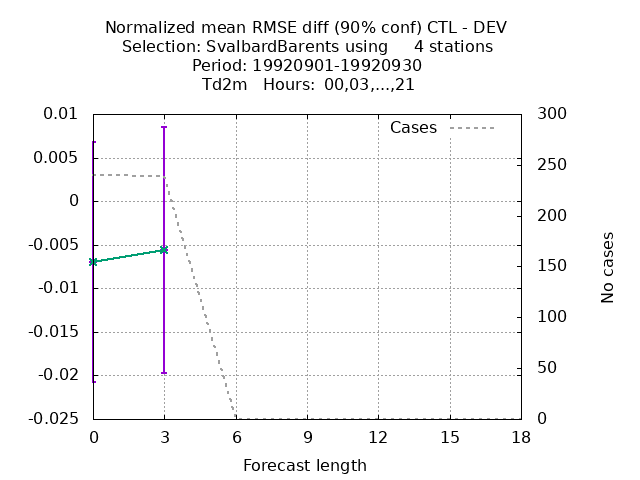 Normalized mean RMSE diff (90% conf) CTL - DEV
Selection: SvalbardBarents using 4 stations
Period: 19920901-19920930
Td2m Hours: 00,03,...,21
Cases
0.01
0.005
0
-0.005
-0.01
-0.015
-0.02
-0.025
300
250
200
150
100
50
0
No cases
0 3 6 9 12 15 18
Forecast length